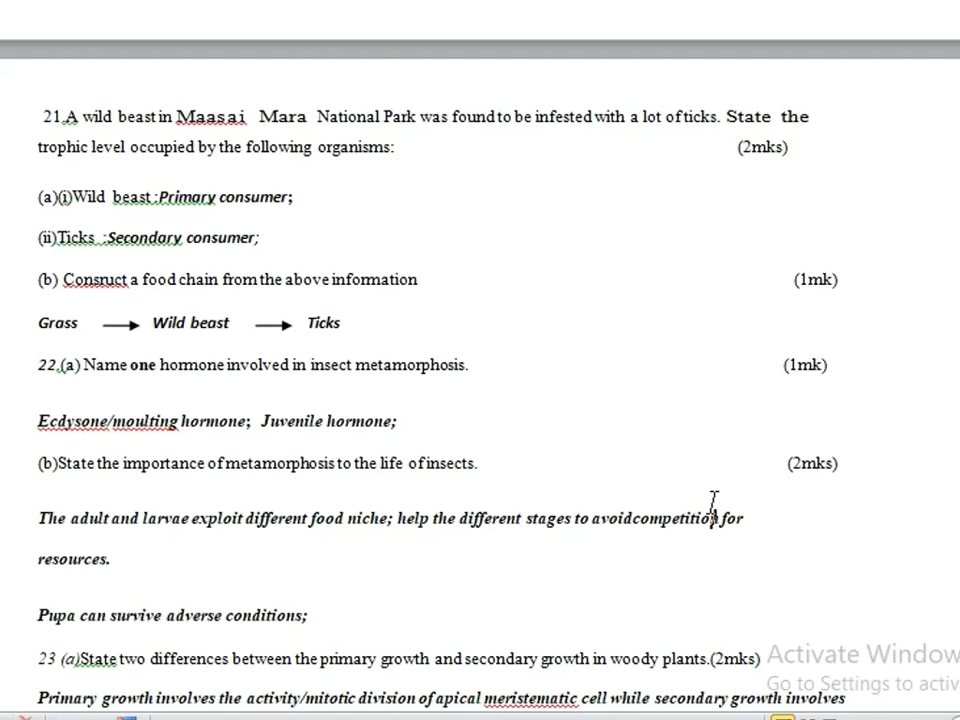 21.A wild beast in Maasai Mara National Park was found to be infested with a lot of ticks. State the
trophic level occupied by the following organisms: (2mks)
(a)(i)Wild beast :Primary consumer;
(ii)Ticks :Secondary consumer;
(b) Consruct a food chain from the above information (1mk)
Grass → Wild beast → Ticks
22.(a) Name one hormone involved in insect metamorphosis. (1mk)
Ecdysone/moulting hormone; Juvenile hormone;
(b)State the importance of metamorphosis to the life of insects. (2mks)
The adult and larvae exploit different food niche; help the different stages to avoidcompetition for
resources.
Pupa can survive adverse conditions;
23 (a)State two differences between the primary growth and secondary growth in woody plants.(2mks)
Activate Window
Go to Settings to activ
Primary growth involves the activity/mitotic division of apical meristematic cell while secondary growth involves